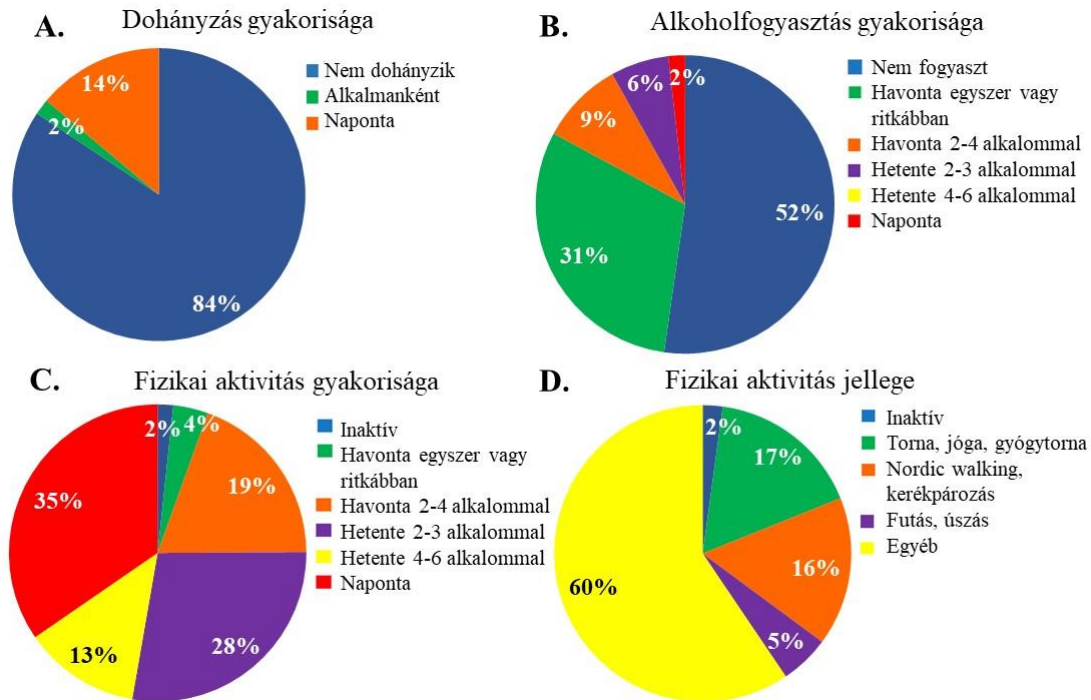 A.
Dohányzás gyakorisága
14%
2%
84%
Nem dohányzik
Alkalmanként
Naponta
B.
Alkoholfogyasztás gyakorisága
2%
6%
9%
31%
52%
Nem fogyaszt
Havonta egyszer vagy
ritkábban
Havonta 2-4 alkalommal
Hetente 2-3 alkalommal
Hetente 4-6 alkalommal
Naponta
C.
Fizikai aktivitás gyakorisága
2%
4%
19%
35%
13%
28%
Inaktív
Havonta egyszer vagy
ritkábban
Havonta 2-4 alkalommal
Hetente 2-3 alkalommal
Hetente 4-6 alkalommal
Naponta
D.
Fizikai aktivitás jellege
2%
17%
16%
5%
60%
Inaktív
Torna, jóga, gyógytorna
Nordic walking,
kerékpározás
Futás, úszás
Egyéb